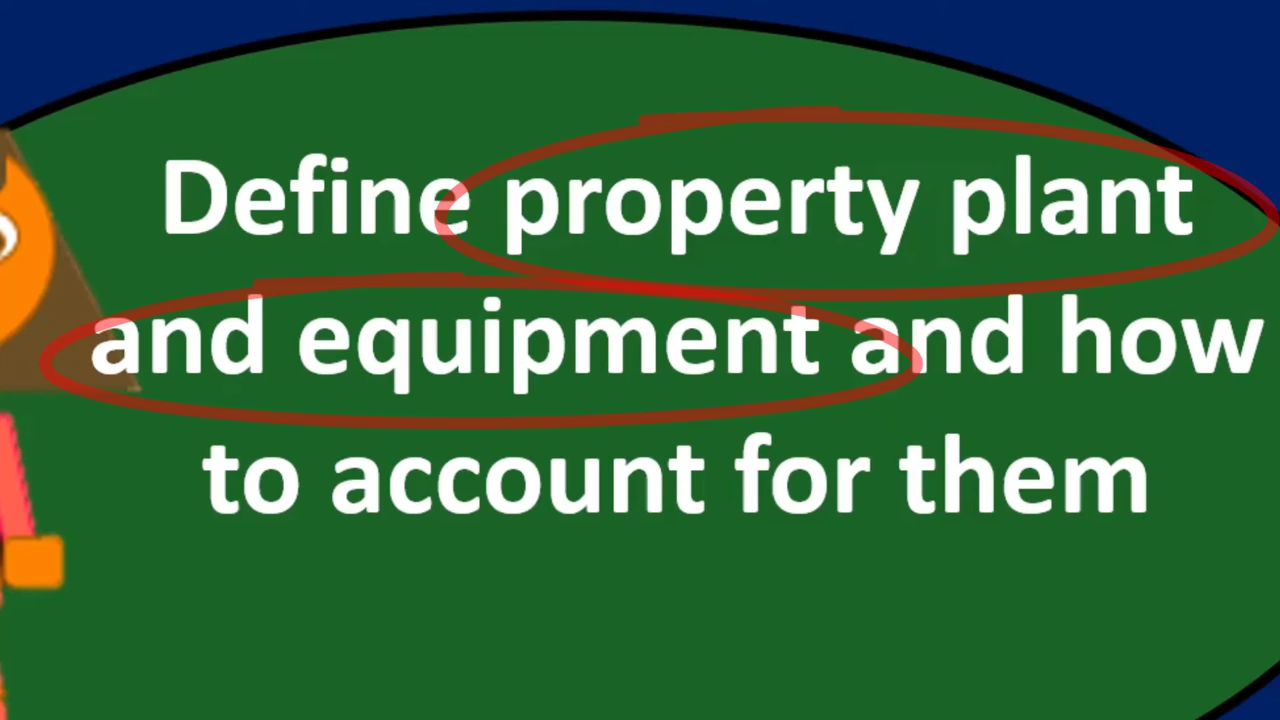 Define property plant
and equipment and how
to account for them